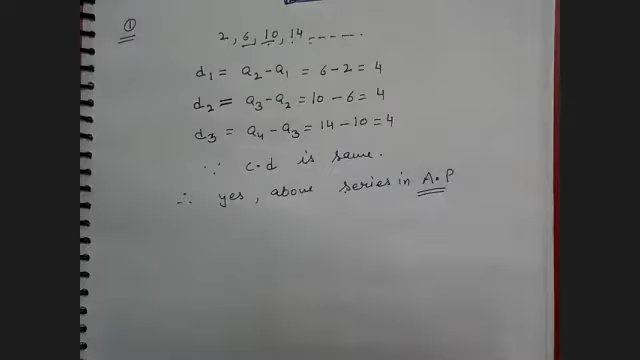 ①
2, 6, 10, 14 ------.
d₁ = a₂ - a₁ = 6 - 2 = 4
d₂ = a₃ - a₂ = 10 - 6 = 4
d₃ = a₄ - a₃ = 14 - 10 = 4
∵ c.d is same.
∴ yes, above series in A.P